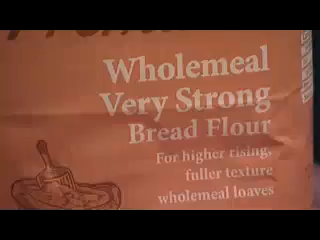 Wholemeal
Very Strong
Bread Flour
For higher rising,
fuller texture
wholemeal loaves